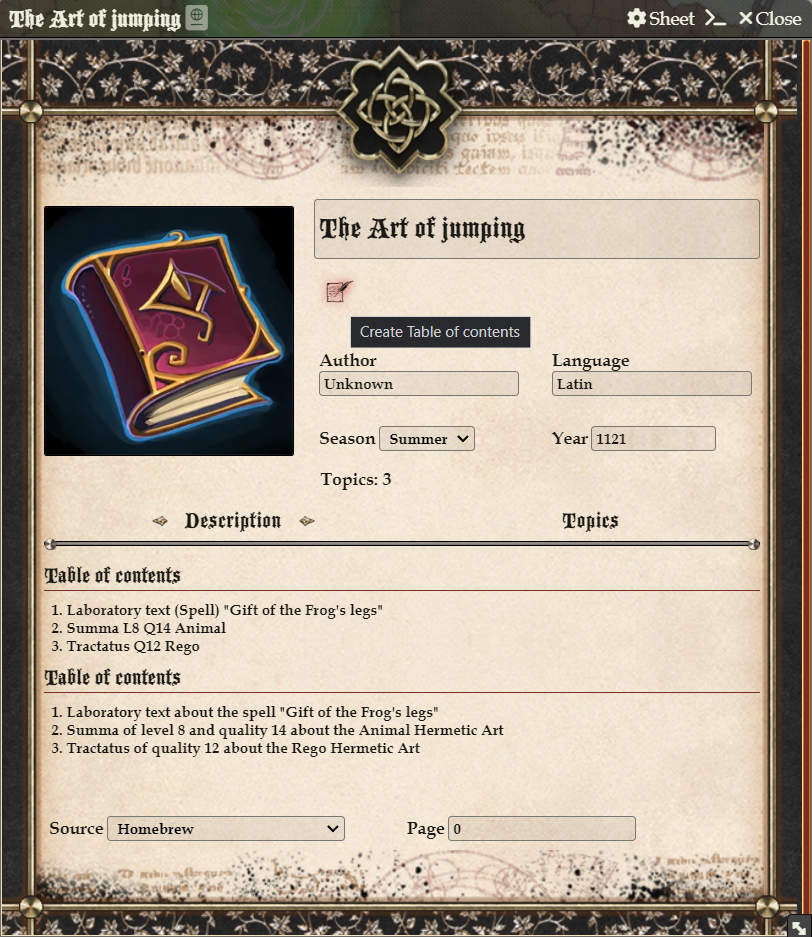 The Art of jumping
Sheet
Close
The Art of jumping
Create Table of contents
Author
Language
Unknown
Latin
Season Summer
Year 1121
Topics: 3
Description
Topics
Table of contents
1. Laboratory text (Spell) "Gift of the Frog's legs"
2. Summa L8 Q14 Animal
3. Tractatus Q12 Rego
Table of contents
1. Laboratory text about the spell "Gift of the Frog's legs"
2. Summa of level 8 and quality 14 about the Animal Hermetic Art
3. Tractatus of quality 12 about the Rego Hermetic Art
Source Homebrew
Page 0